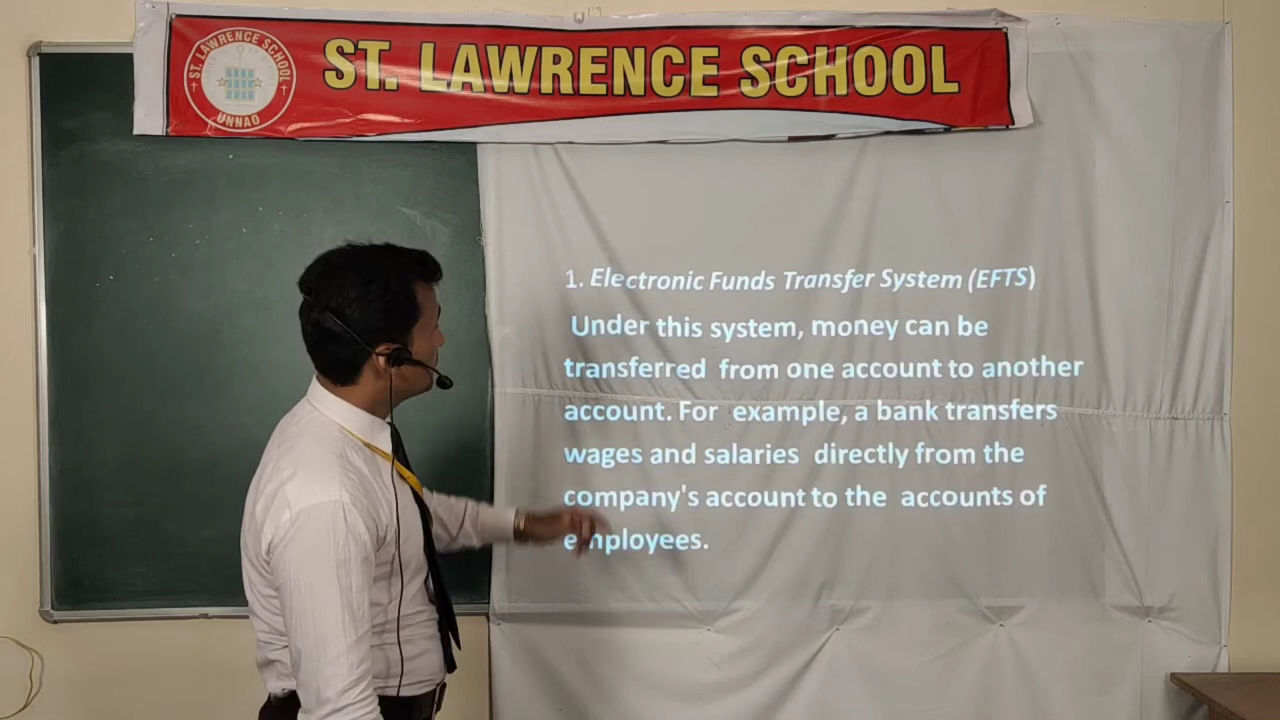 ST. LAWRENCE SCHOOL
UNNAO
ST. LAWRENCE SCHOOL
1. Electronic Funds Transfer System (EFTS)
Under this system, money can be
transferred from one account to another
account. For example, a bank transfers
wages and salaries directly from the
company's account to the accounts of
employees.